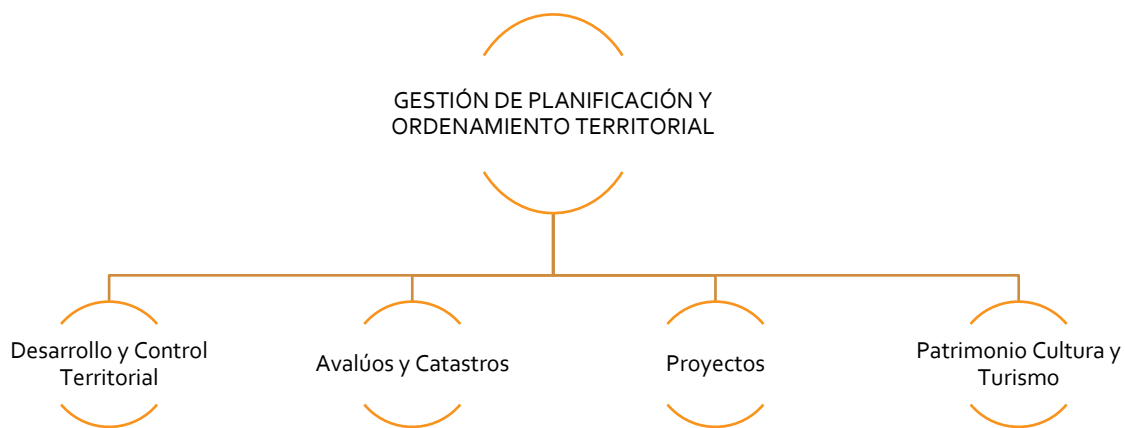 GESTIÓN DE PLANIFICACIÓN Y
ORDENAMIENTO TERRITORIAL
Desarrollo y Control
Territorial
Avalúos y Catastros
Proyectos
Patrimonio Cultura y
Turismo